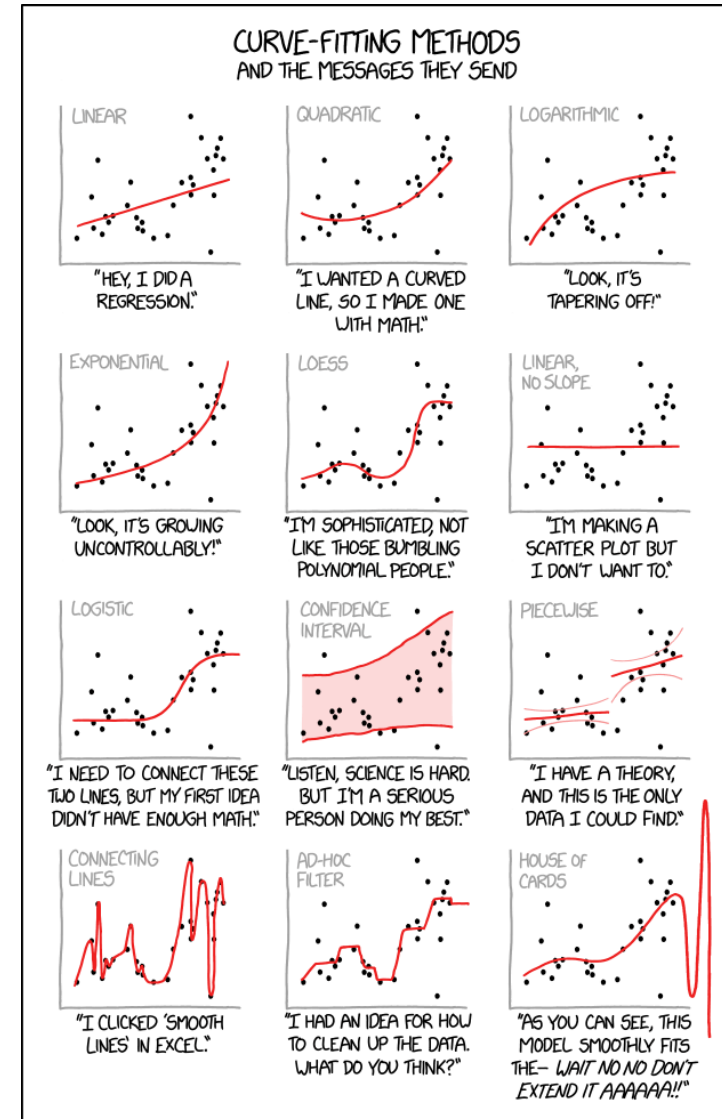 CURVE-FITTING METHODS
AND THE MESSAGES THEY SEND
LINEAR
"HEY, I DID A
REGRESSION."
QUADRATIC
"I WANTED A CURVED
LINE, SO I MADE ONE
WITH MATH."
LOGARITHMIC
"LOOK, IT'S
TAPERING OFF!"
EXPONENTIAL
"LOOK, IT'S GROWING
UNCONTROLLABLY!"
LOESS
"I'M SOPHISTICATED, NOT
LIKE THOSE BUMBLING
POLYNOMIAL PEOPLE."
LINEAR,
NO SLOPE
"I'M MAKING A
SCATTER PLOT BUT
I DON'T WANT TO."
LOGISTIC
"I NEED TO CONNECT THESE
TWO LINES, BUT MY FIRST IDEA
DIDN'T HAVE ENOUGH MATH."
CONFIDENCE
INTERVAL
"LISTEN, SCIENCE IS HARD.
BUT I'M A SERIOUS
PERSON DOING MY BEST."
PIECEWISE
"I HAVE A THEORY,
AND THIS IS THE ONLY
DATA I COULD FIND."
CONNECTING
LINES
"I CLICKED 'SMOOTH
LINES' IN EXCEL."
AD-HOC
FILTER
"I HAD AN IDEA FOR HOW
TO CLEAN UP THE DATA.
WHAT DO YOU THINK?"
HOUSE OF
CARDS
"AS YOU CAN SEE, THIS
MODEL SMOOTHLY FITS
THE– WAIT NO NO DON'T
EXTEND IT AAAAAA!!"